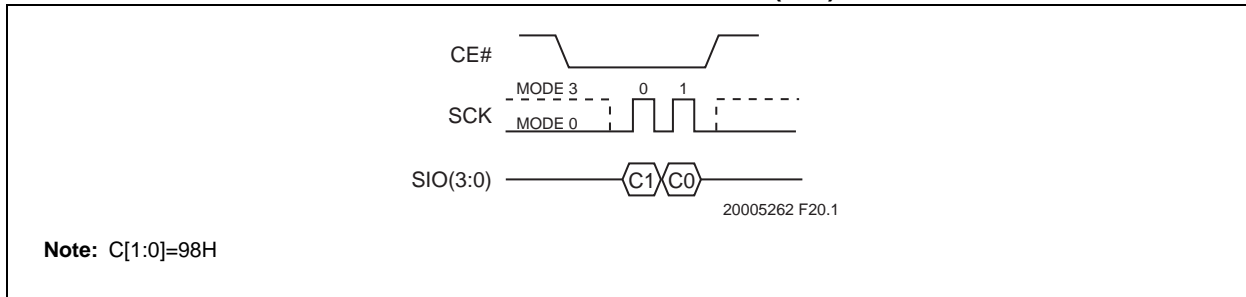 CE#
MODE 3 0 1
SCK
MODE 0
SIO(3:0) C1 C0
20005262 F20.1
Note: C[1:0]=98H